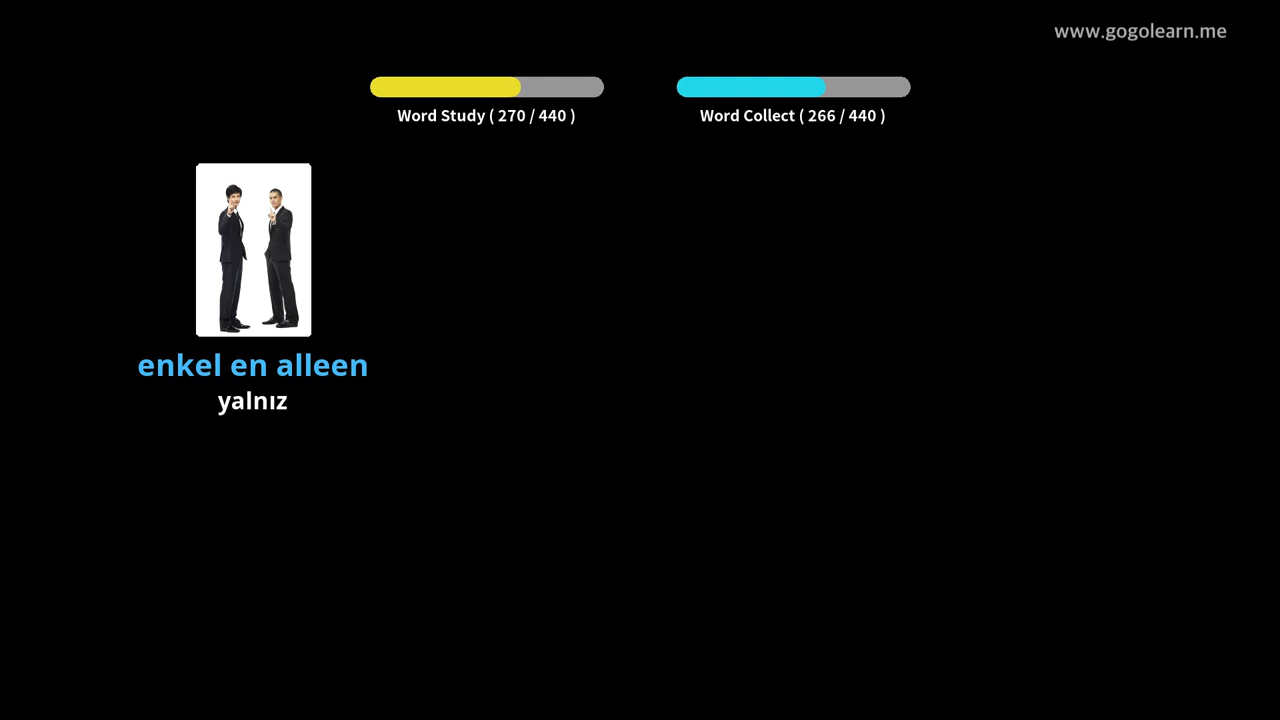 www.gogolearn.me
Word Study ( 270 / 440 )
Word Collect ( 266 / 440 )
enkel en alleen
yalnız